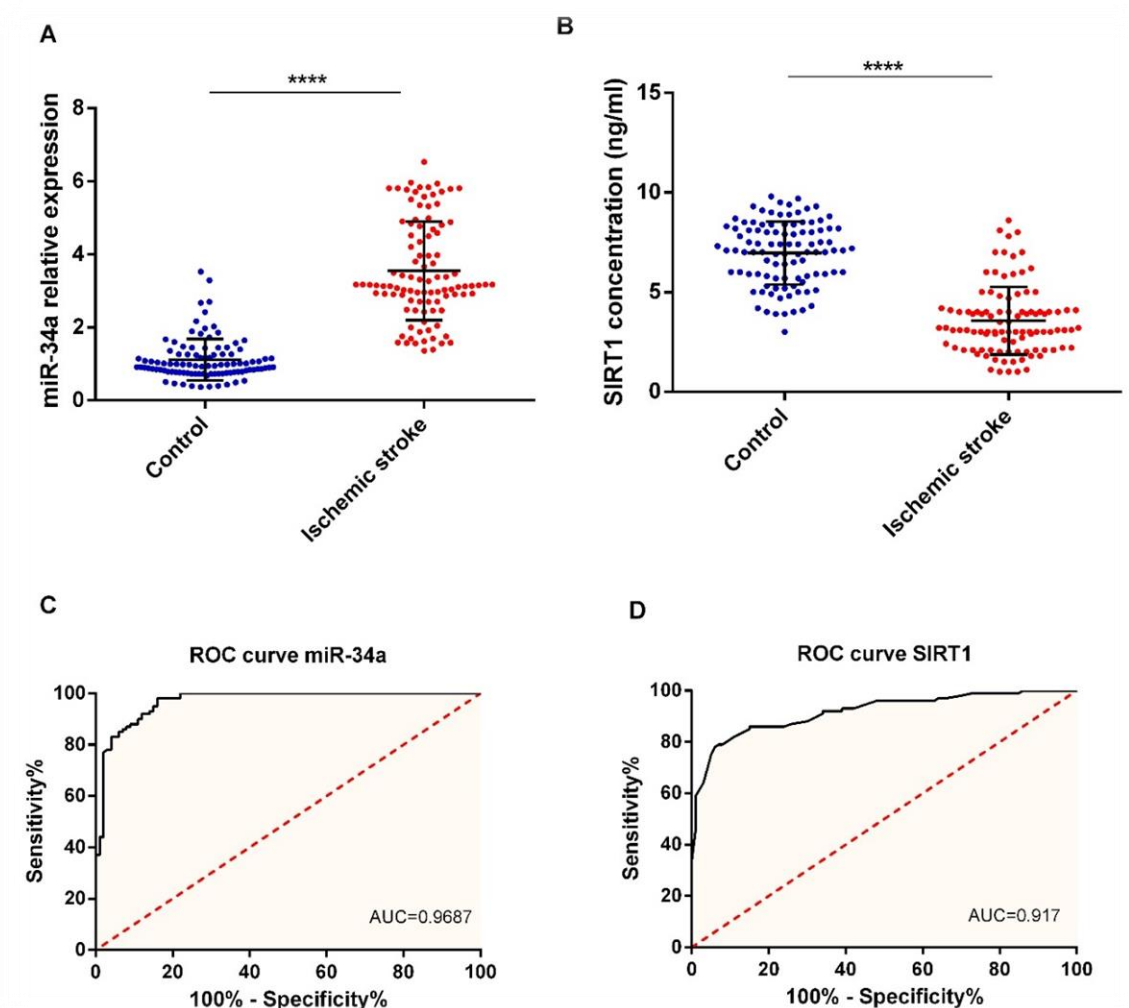 A
****
miR-34a relative expression
8
6
4
2
0
Control
Ischemic stroke
B
****
SIRT1 concentration (ng/ml)
15
10
5
0
Control
Ischemic stroke
C
ROC curve miR-34a
Sensitivity%
100
80
60
40
20
0
AUC=0.9687
0 20 40 60 80 100
100% - Specificity%
D
ROC curve SIRT1
Sensitivity%
100
80
60
40
20
0
AUC=0.917
0 20 40 60 80 100
100% - Specificity%